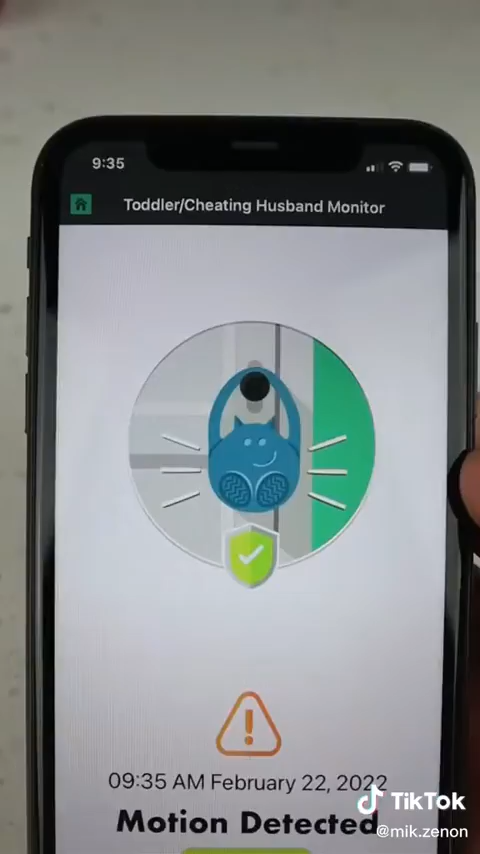 9:35
Toddler/Cheating Husband Monitor
09:35 AM February 22, 2022
Motion Detected
TikTok
@mik.zenon